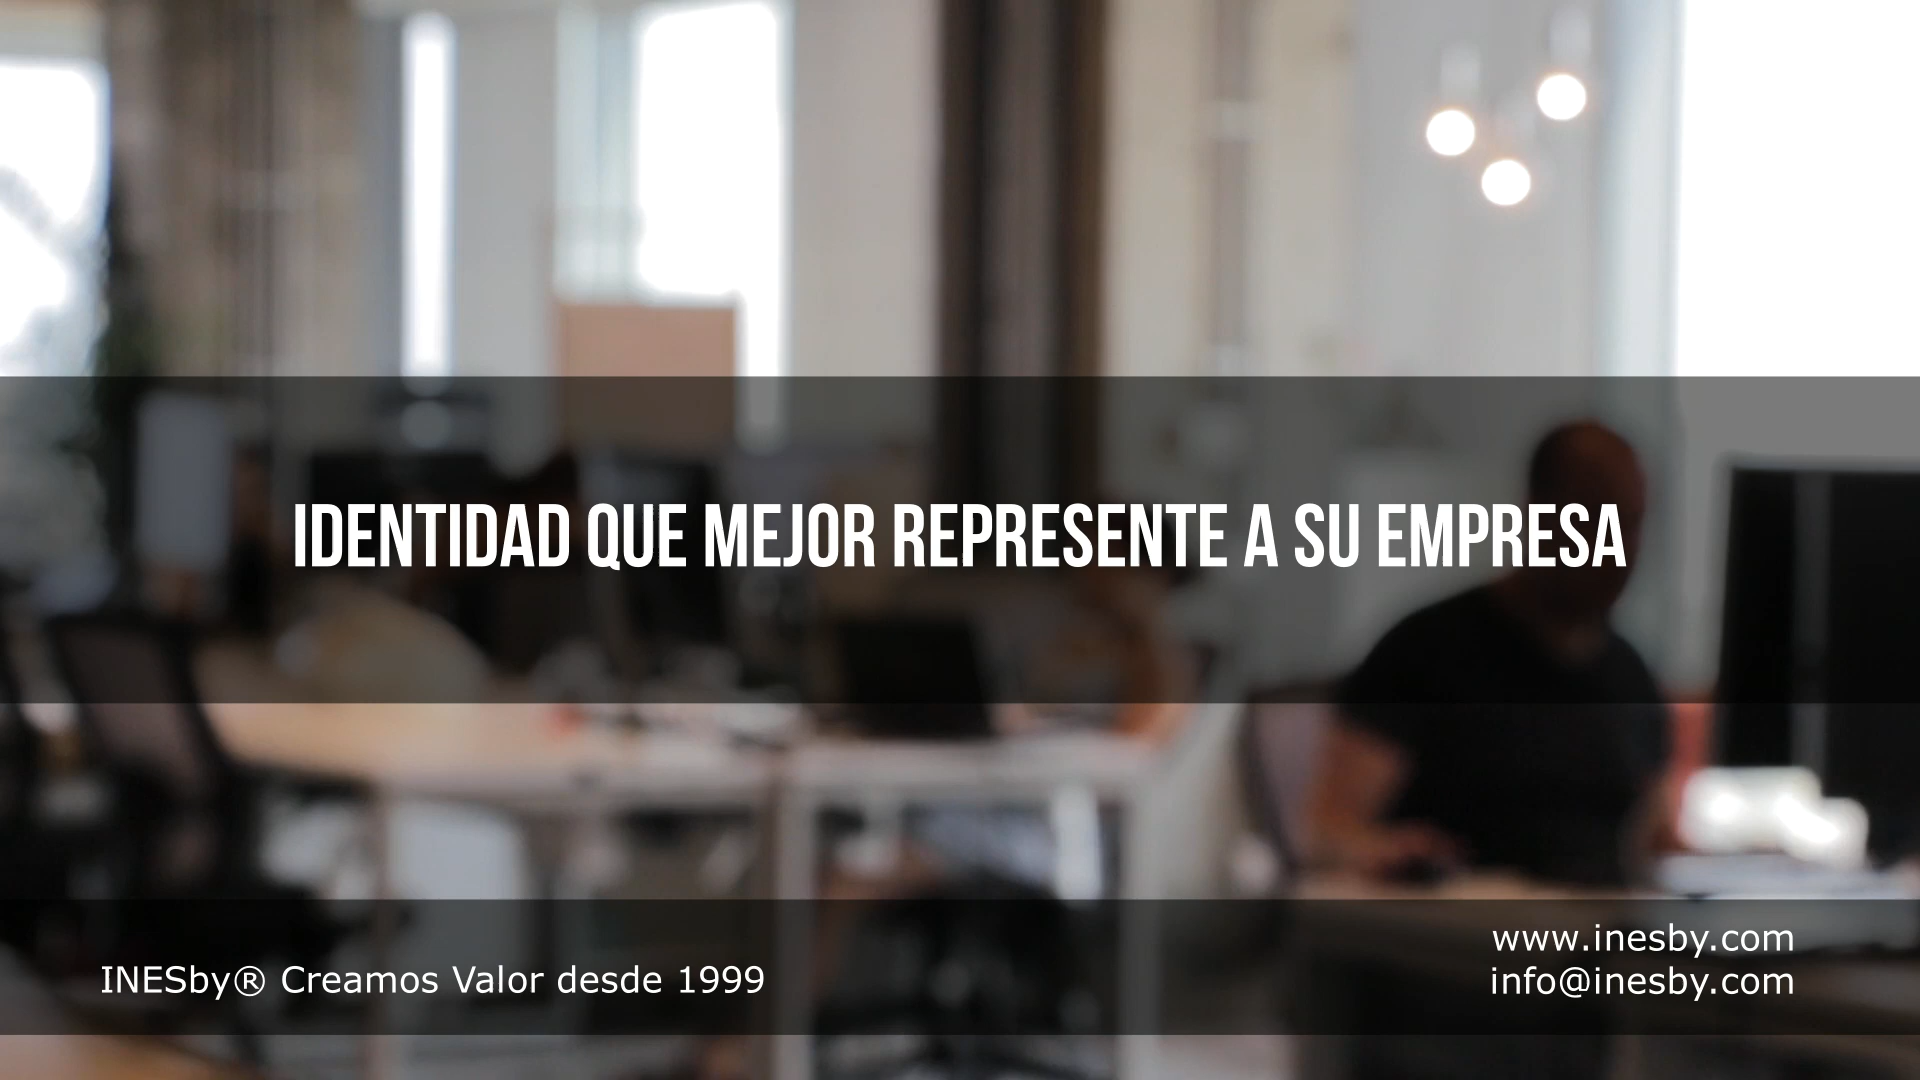 IDENTIDAD QUE MEJOR REPRESENTE A SU EMPRESA
www.inesby.com
INESby® Creamos Valor desde 1999
info@inesby.com